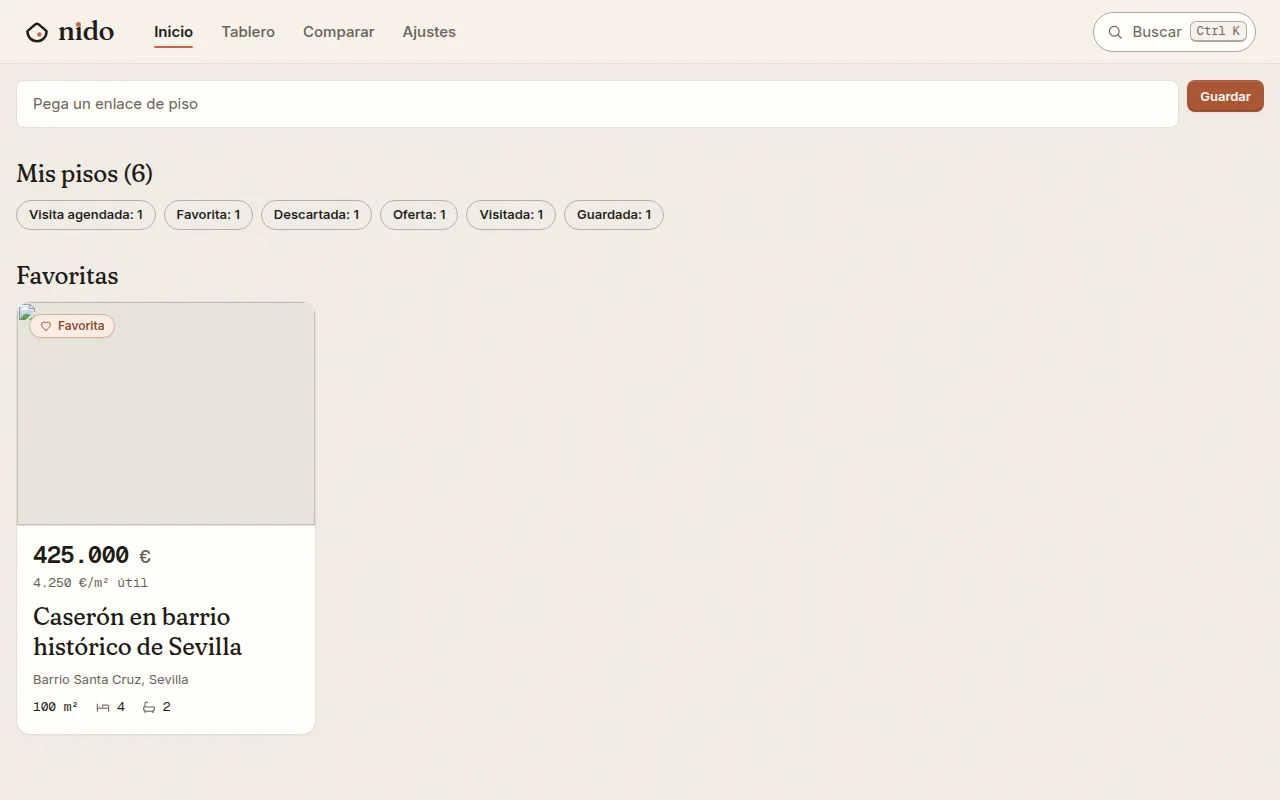 nido
Inicio
Tablero
Comparar
Ajustes
Buscar
Ctrl K
Pega un enlace de piso
Guardar
Mis pisos (6)
Visita agendada: 1
Favorita: 1
Descartada: 1
Oferta: 1
Visitada: 1
Guardada: 1
Favoritas
Favorita
425.000 €
4.250 €/m² útil
Caserón en barrio
histórico de Sevilla
Barrio Santa Cruz, Sevilla
100 m² 4 2